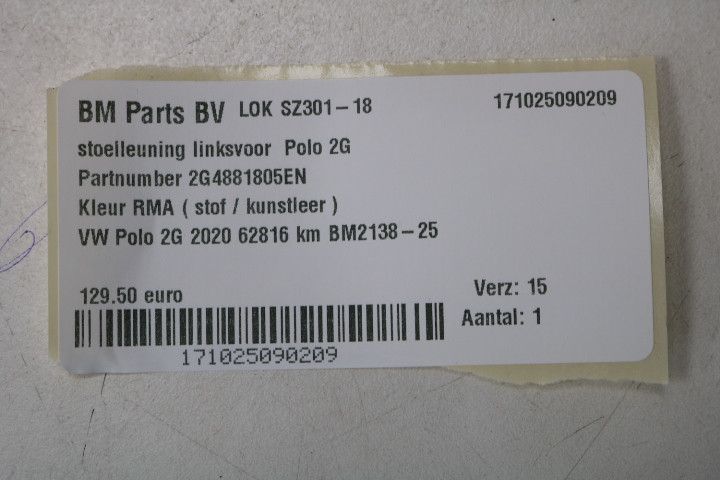 BM Parts BV LOK SZ301-18 171025090209
stoelleuning linksvoor Polo 2G
Partnumber 2G4881805EN
Kleur RMA ( stof / kunstleer )
VW Polo 2G 2020 62816 km BM2138-25
129.50 euro Verz: 15
Aantal: 1
171025090209